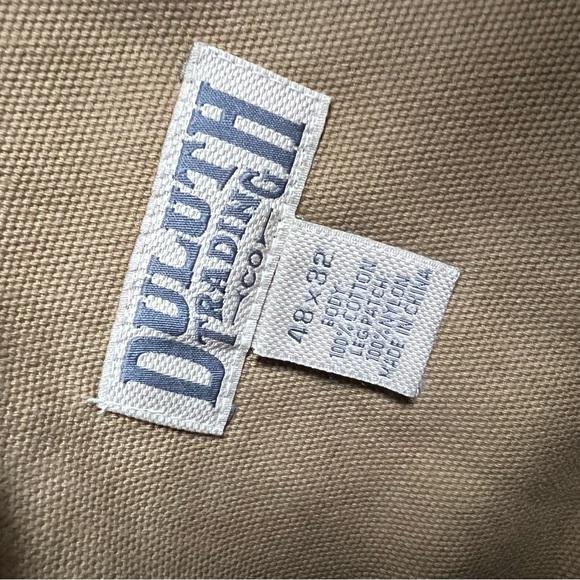 DULUTH
TRADING
CO
48 x 32
BODY
100% COTTON
LEG PATCH
100% NYLON
MADE IN CHINA